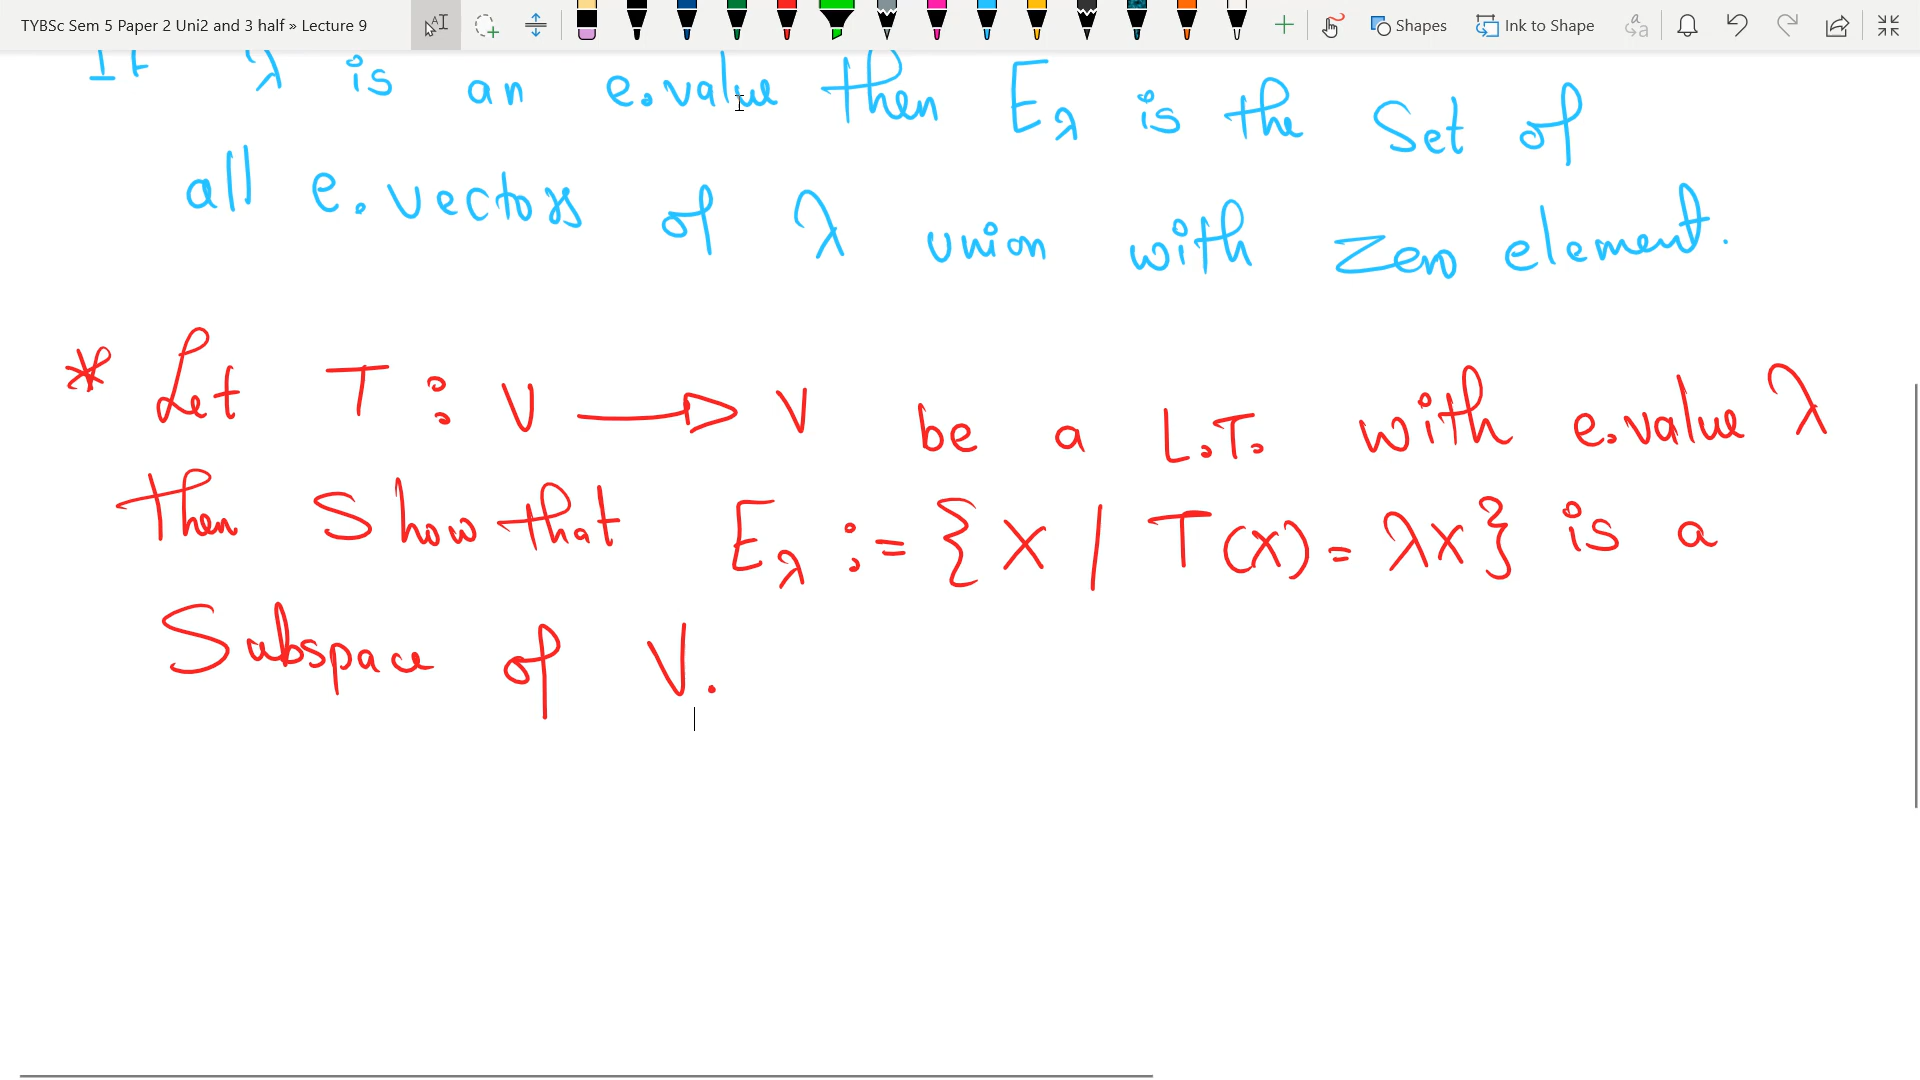 TYBSc Sem 5 Paper 2 Uni2 and 3 half » Lecture 9
Shapes
Ink to Shape
If λ is an e.value then Eλ is the Set of
all e.vectors of λ union with zero element.
* Let T : V → V be a L.T. with e.value λ
Then Show that Eλ := {X | T(X) = λX} is a
Subspace of V.